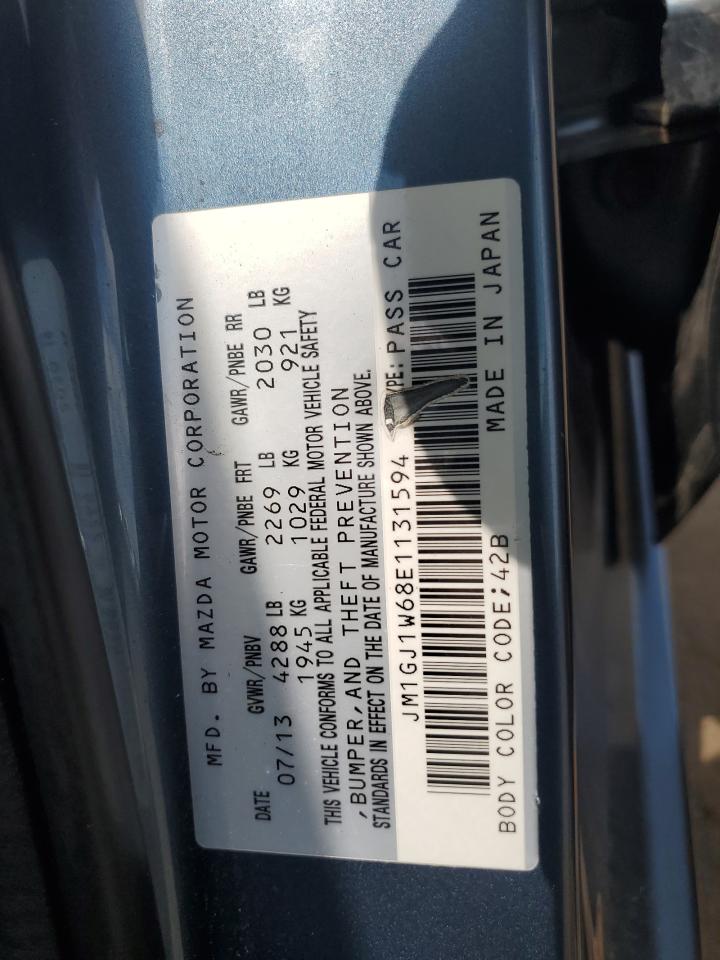 MFD. BY MAZDA MOTOR CORPORATION
DATE GVWR/PNBV GAWR/PNBE FRT GAWR/PNBE RR
07/13 4288 LB 2269 LB 2030 LB
1945 KG 1029 KG 921 KG
THIS VEHICLE CONFORMS TO ALL APPLICABLE FEDERAL MOTOR VEHICLE SAFETY
,BUMPER,AND THEFT PREVENTION
STANDARDS IN EFFECT ON THE DATE OF MANUFACTURE SHOWN ABOVE.
JM1GJ1W68E1131594 PE: PASS CAR
BODY COLOR CODE;42B MADE IN JAPAN